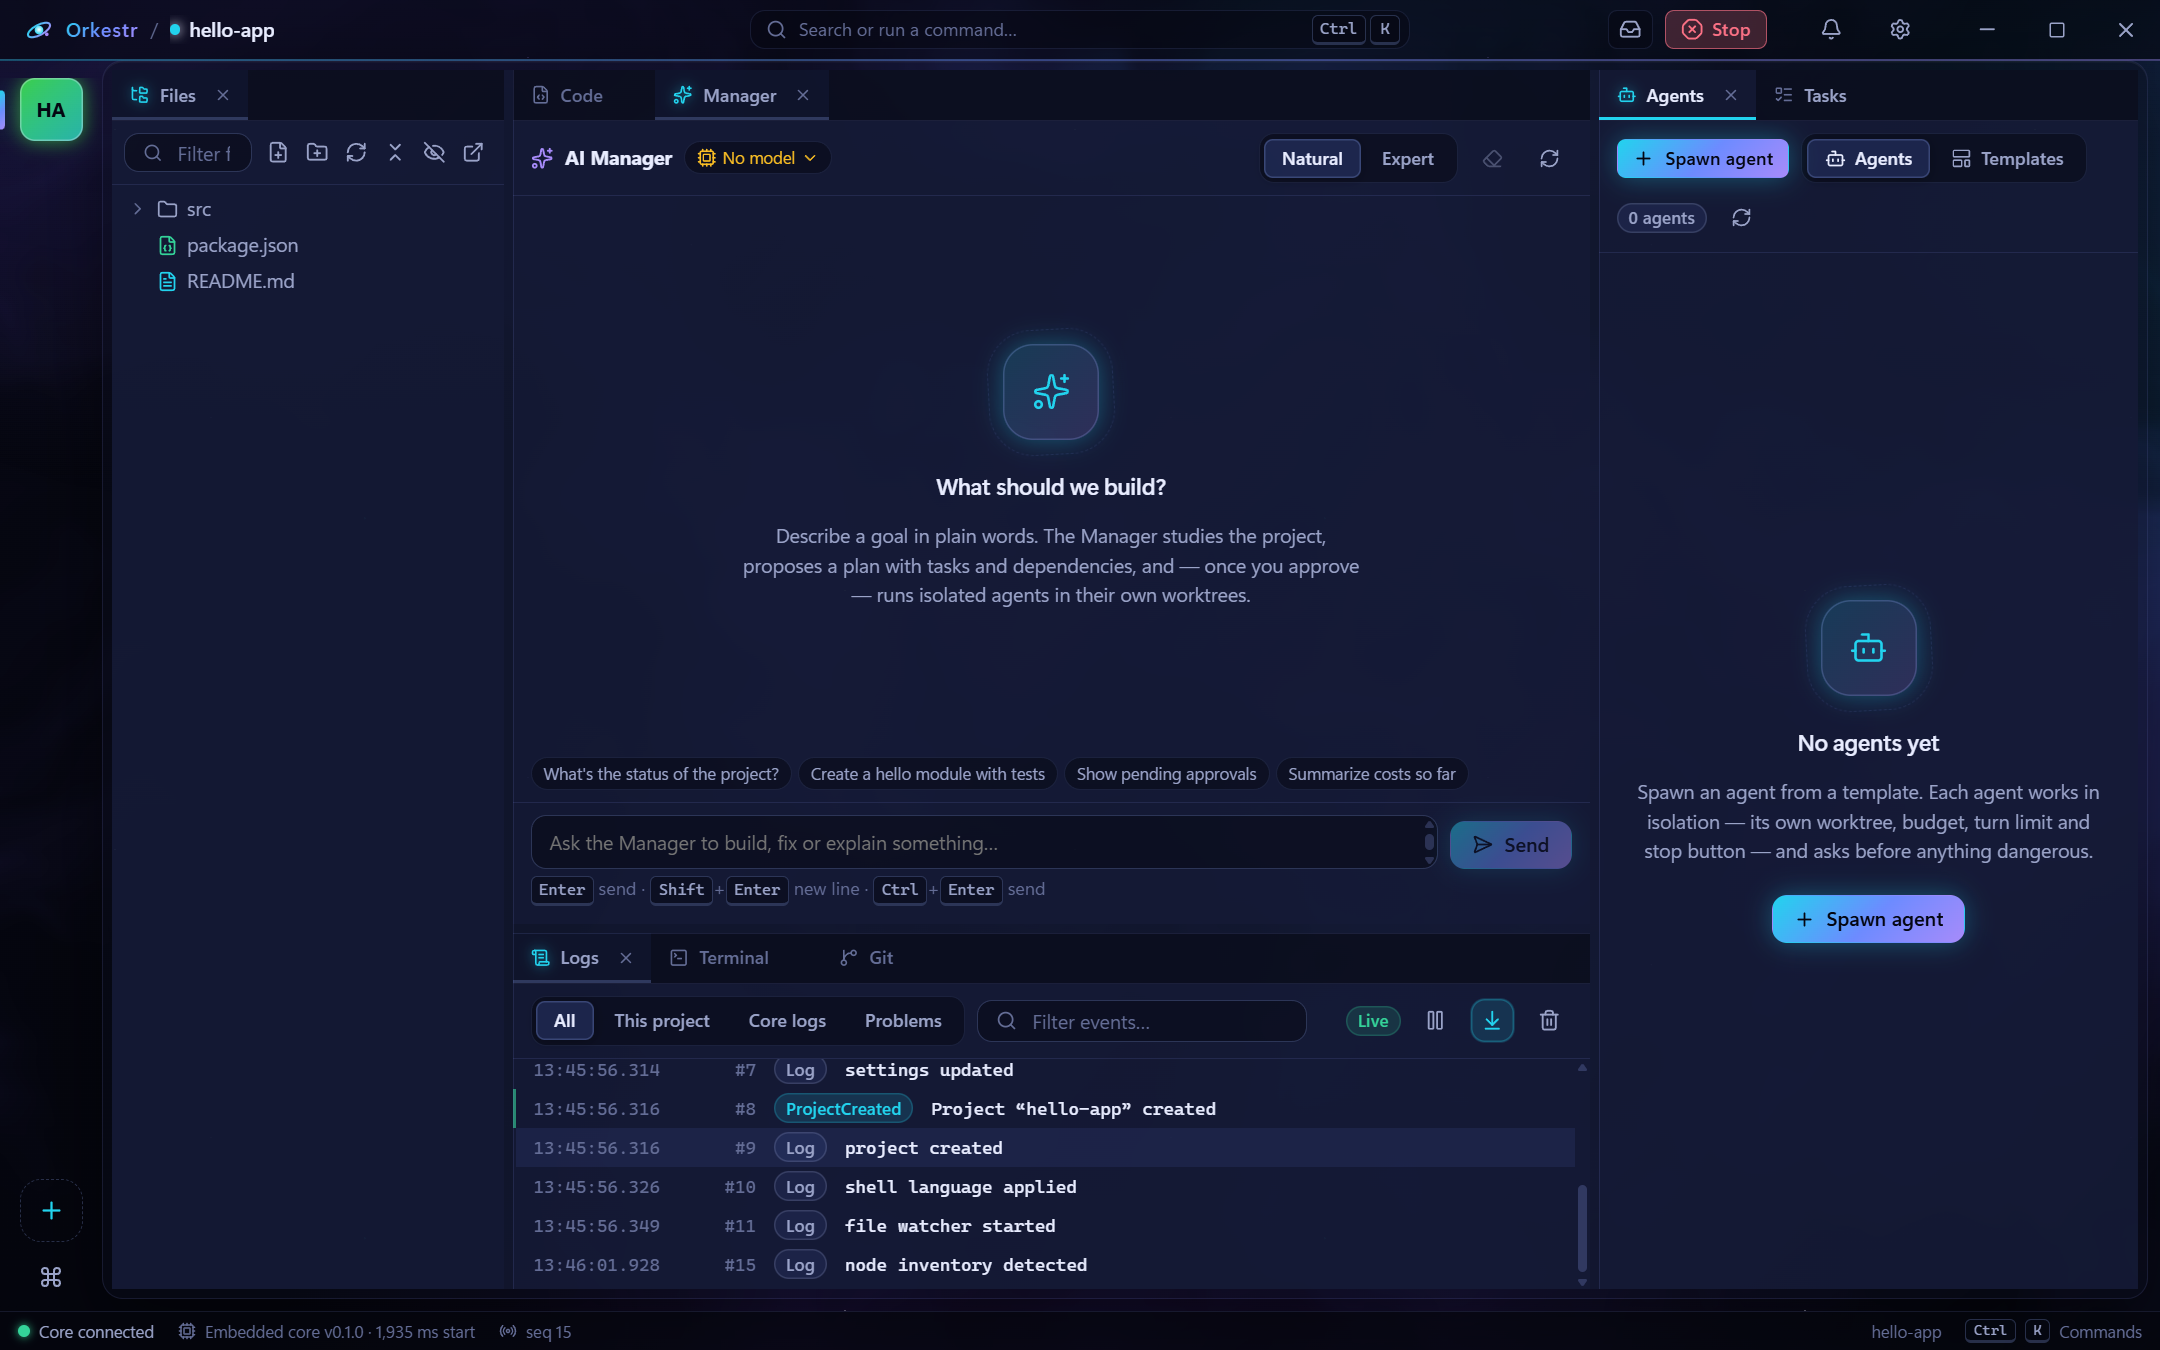 Orkestr / hello-app
Search or run a command...
Ctrl K
Stop
HA
Files
Filter f
src
package.json
README.md
Code
Manager
AI Manager
No model
Natural
Expert
What should we build?
Describe a goal in plain words. The Manager studies the project,
proposes a plan with tasks and dependencies, and — once you approve
— runs isolated agents in their own worktrees.
What's the status of the project?
Create a hello module with tests
Show pending approvals
Summarize costs so far
Ask the Manager to build, fix or explain something...
Send
Enter send · Shift + Enter new line · Ctrl + Enter send
Logs
Terminal
Git
All
This project
Core logs
Problems
Filter events...
Live
13:45:56.314 #7 Log settings updated
13:45:56.316 #8 ProjectCreated Project “hello-app” created
13:45:56.316 #9 Log project created
13:45:56.326 #10 Log shell language applied
13:45:56.349 #11 Log file watcher started
13:46:01.928 #15 Log node inventory detected
Agents
Tasks
Spawn agent
Agents
Templates
0 agents
No agents yet
Spawn an agent from a template. Each agent works in
isolation — its own worktree, budget, turn limit and
stop button — and asks before anything dangerous.
Spawn agent
Core connected
Embedded core v0.1.0 · 1,935 ms start
seq 15
hello-app
Ctrl K Commands